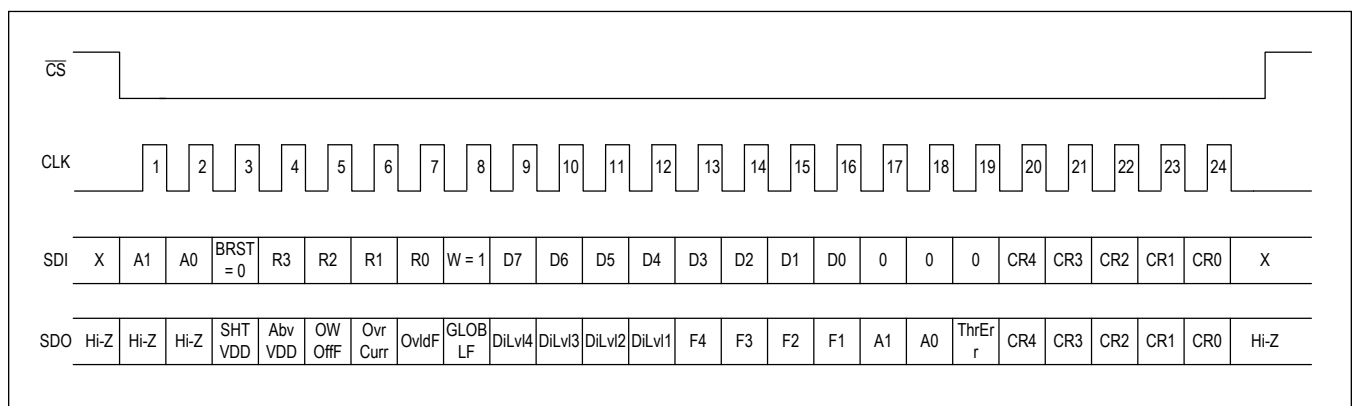 CS
CLK 1 2 3 4 5 6 7 8 9 10 11 12 13 14 15 16 17 18 19 20 21 22 23 24
SDI X A1 A0 BRST = 0 R3 R2 R1 R0 W = 1 D7 D6 D5 D4 D3 D2 D1 D0 0 0 0 CR4 CR3 CR2 CR1 CR0 X
SDO Hi-Z Hi-Z Hi-Z SHT VDD Abv VDD OW OffF Ovr Curr OvldF GLOB LF DiLvl4 DiLvl3 DiLvl2 DiLvl1 F4 F3 F2 F1 A1 A0 ThrEr r CR4 CR3 CR2 CR1 CR0 Hi-Z